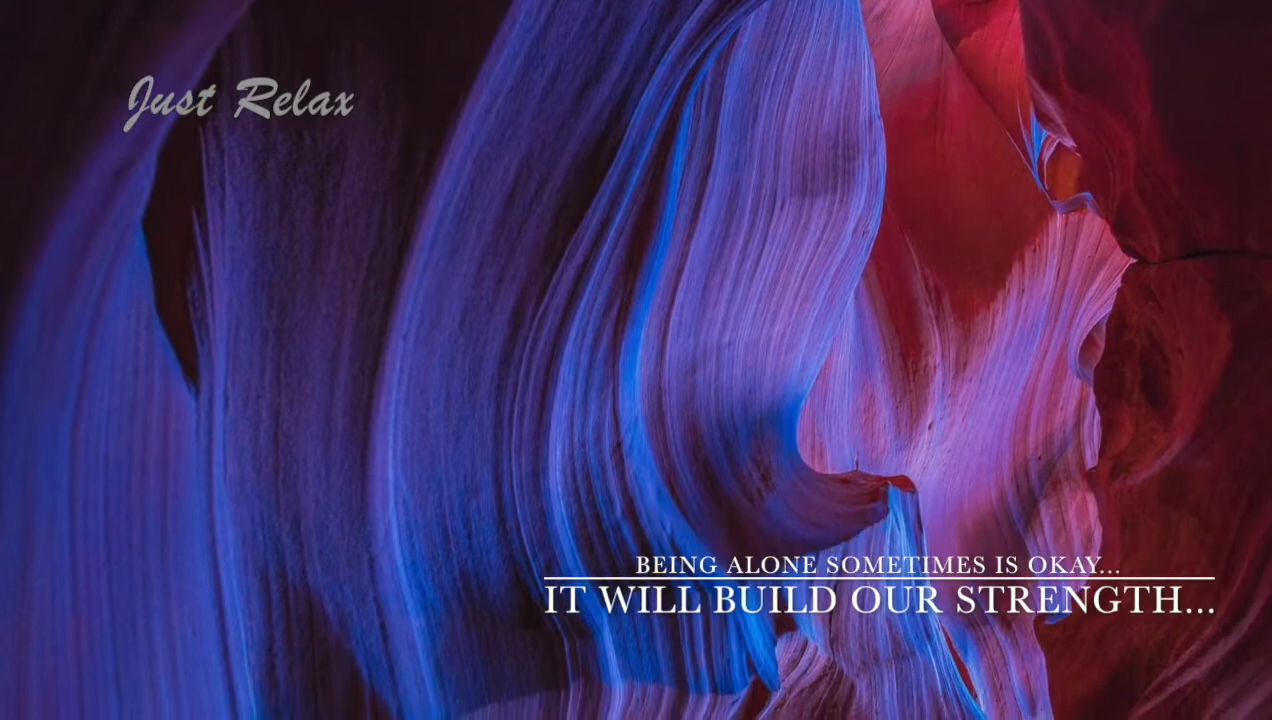 Just Relax
BEING ALONE SOMETIMES IS OKAY...
IT WILL BUILD OUR STRENGTH...